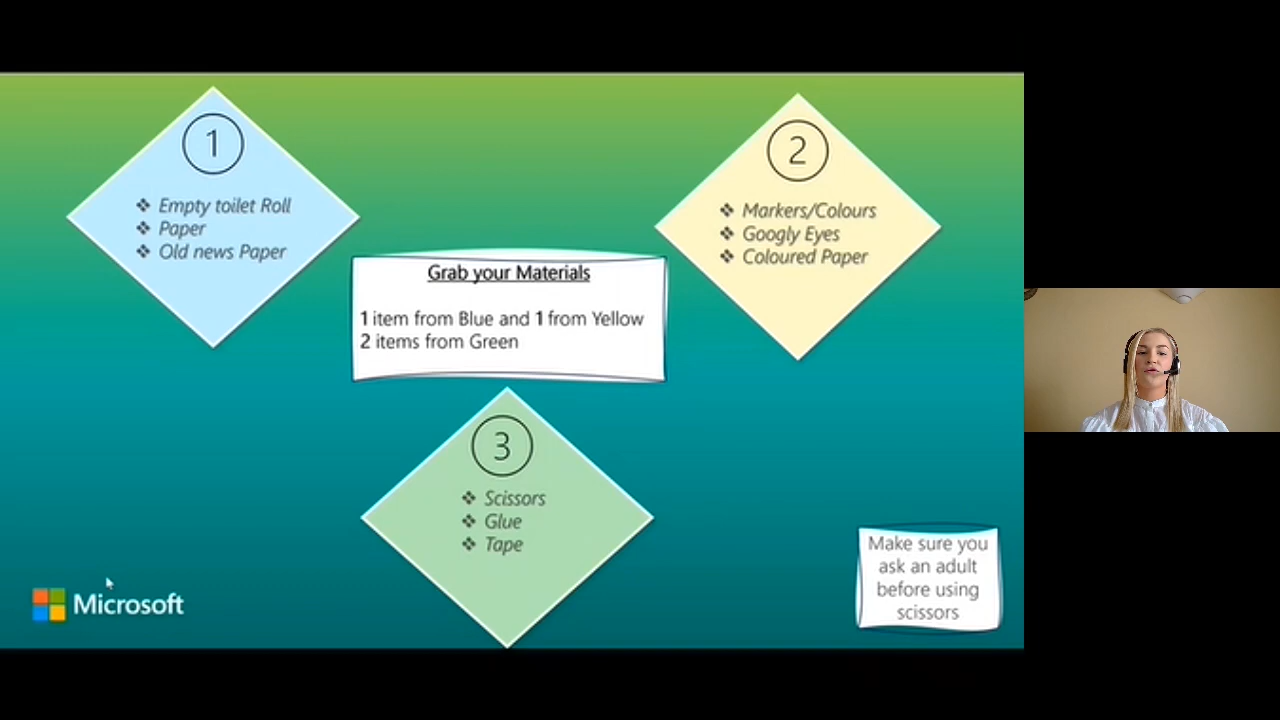 1
❖ Empty toilet Roll
❖ Paper
❖ Old news Paper
2
❖ Markers/Colours
❖ Googly Eyes
❖ Coloured Paper
Grab your Materials
1 item from Blue and 1 from Yellow
2 items from Green
3
❖ Scissors
❖ Glue
❖ Tape
Make sure you
ask an adult
before using
scissors
Microsoft